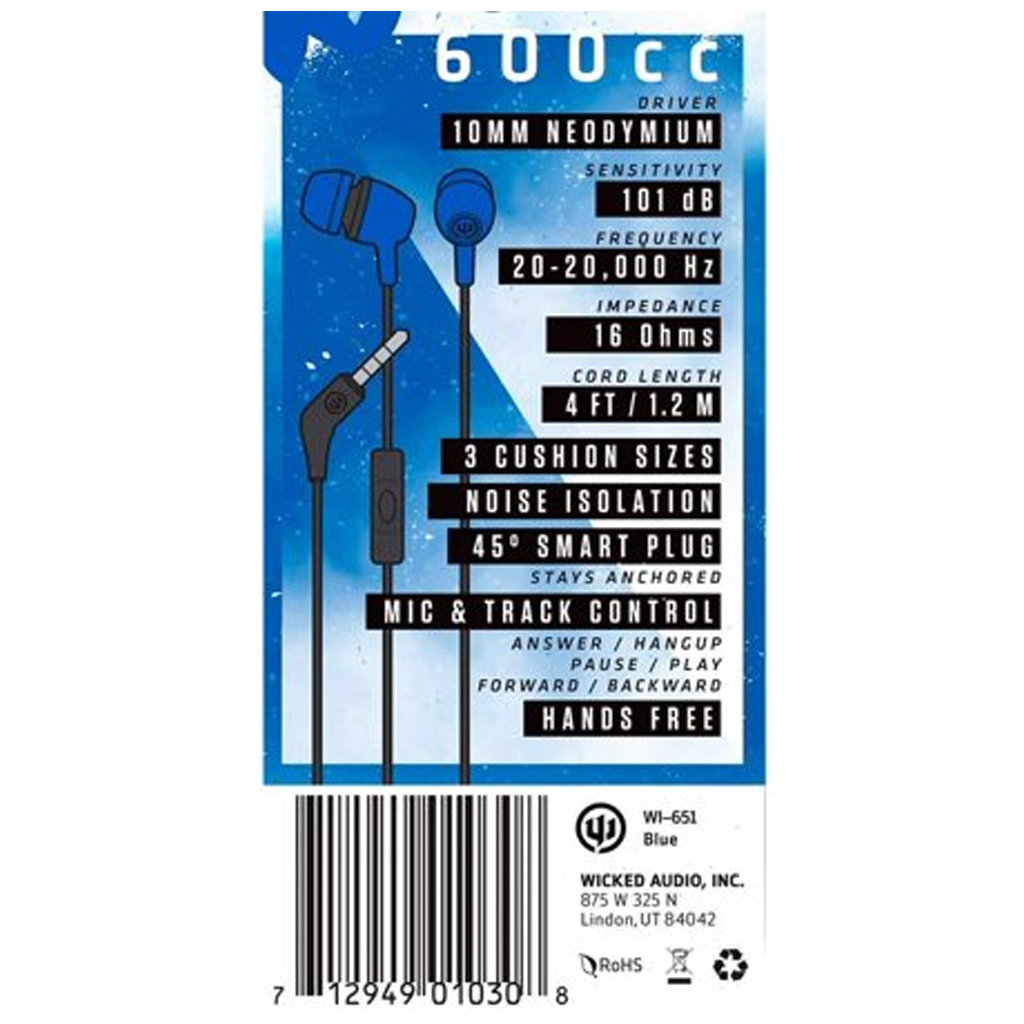 600cc
DRIVER
10MM NEODYMIUM
SENSITIVITY
101 dB
FREQUENCY
20-20,000 Hz
IMPEDANCE
16 Ohms
CORD LENGTH
4 FT / 1.2 M
3 CUSHION SIZES
NOISE ISOLATION
45º SMART PLUG
STAYS ANCHORED
MIC & TRACK CONTROL
ANSWER / HANGUP
PAUSE / PLAY
FORWARD / BACKWARD
HANDS FREE
WI-651
Blue
WICKED AUDIO, INC.
875 W 325 N
Lindon, UT 84042
RoHS
7 12949 01030 8